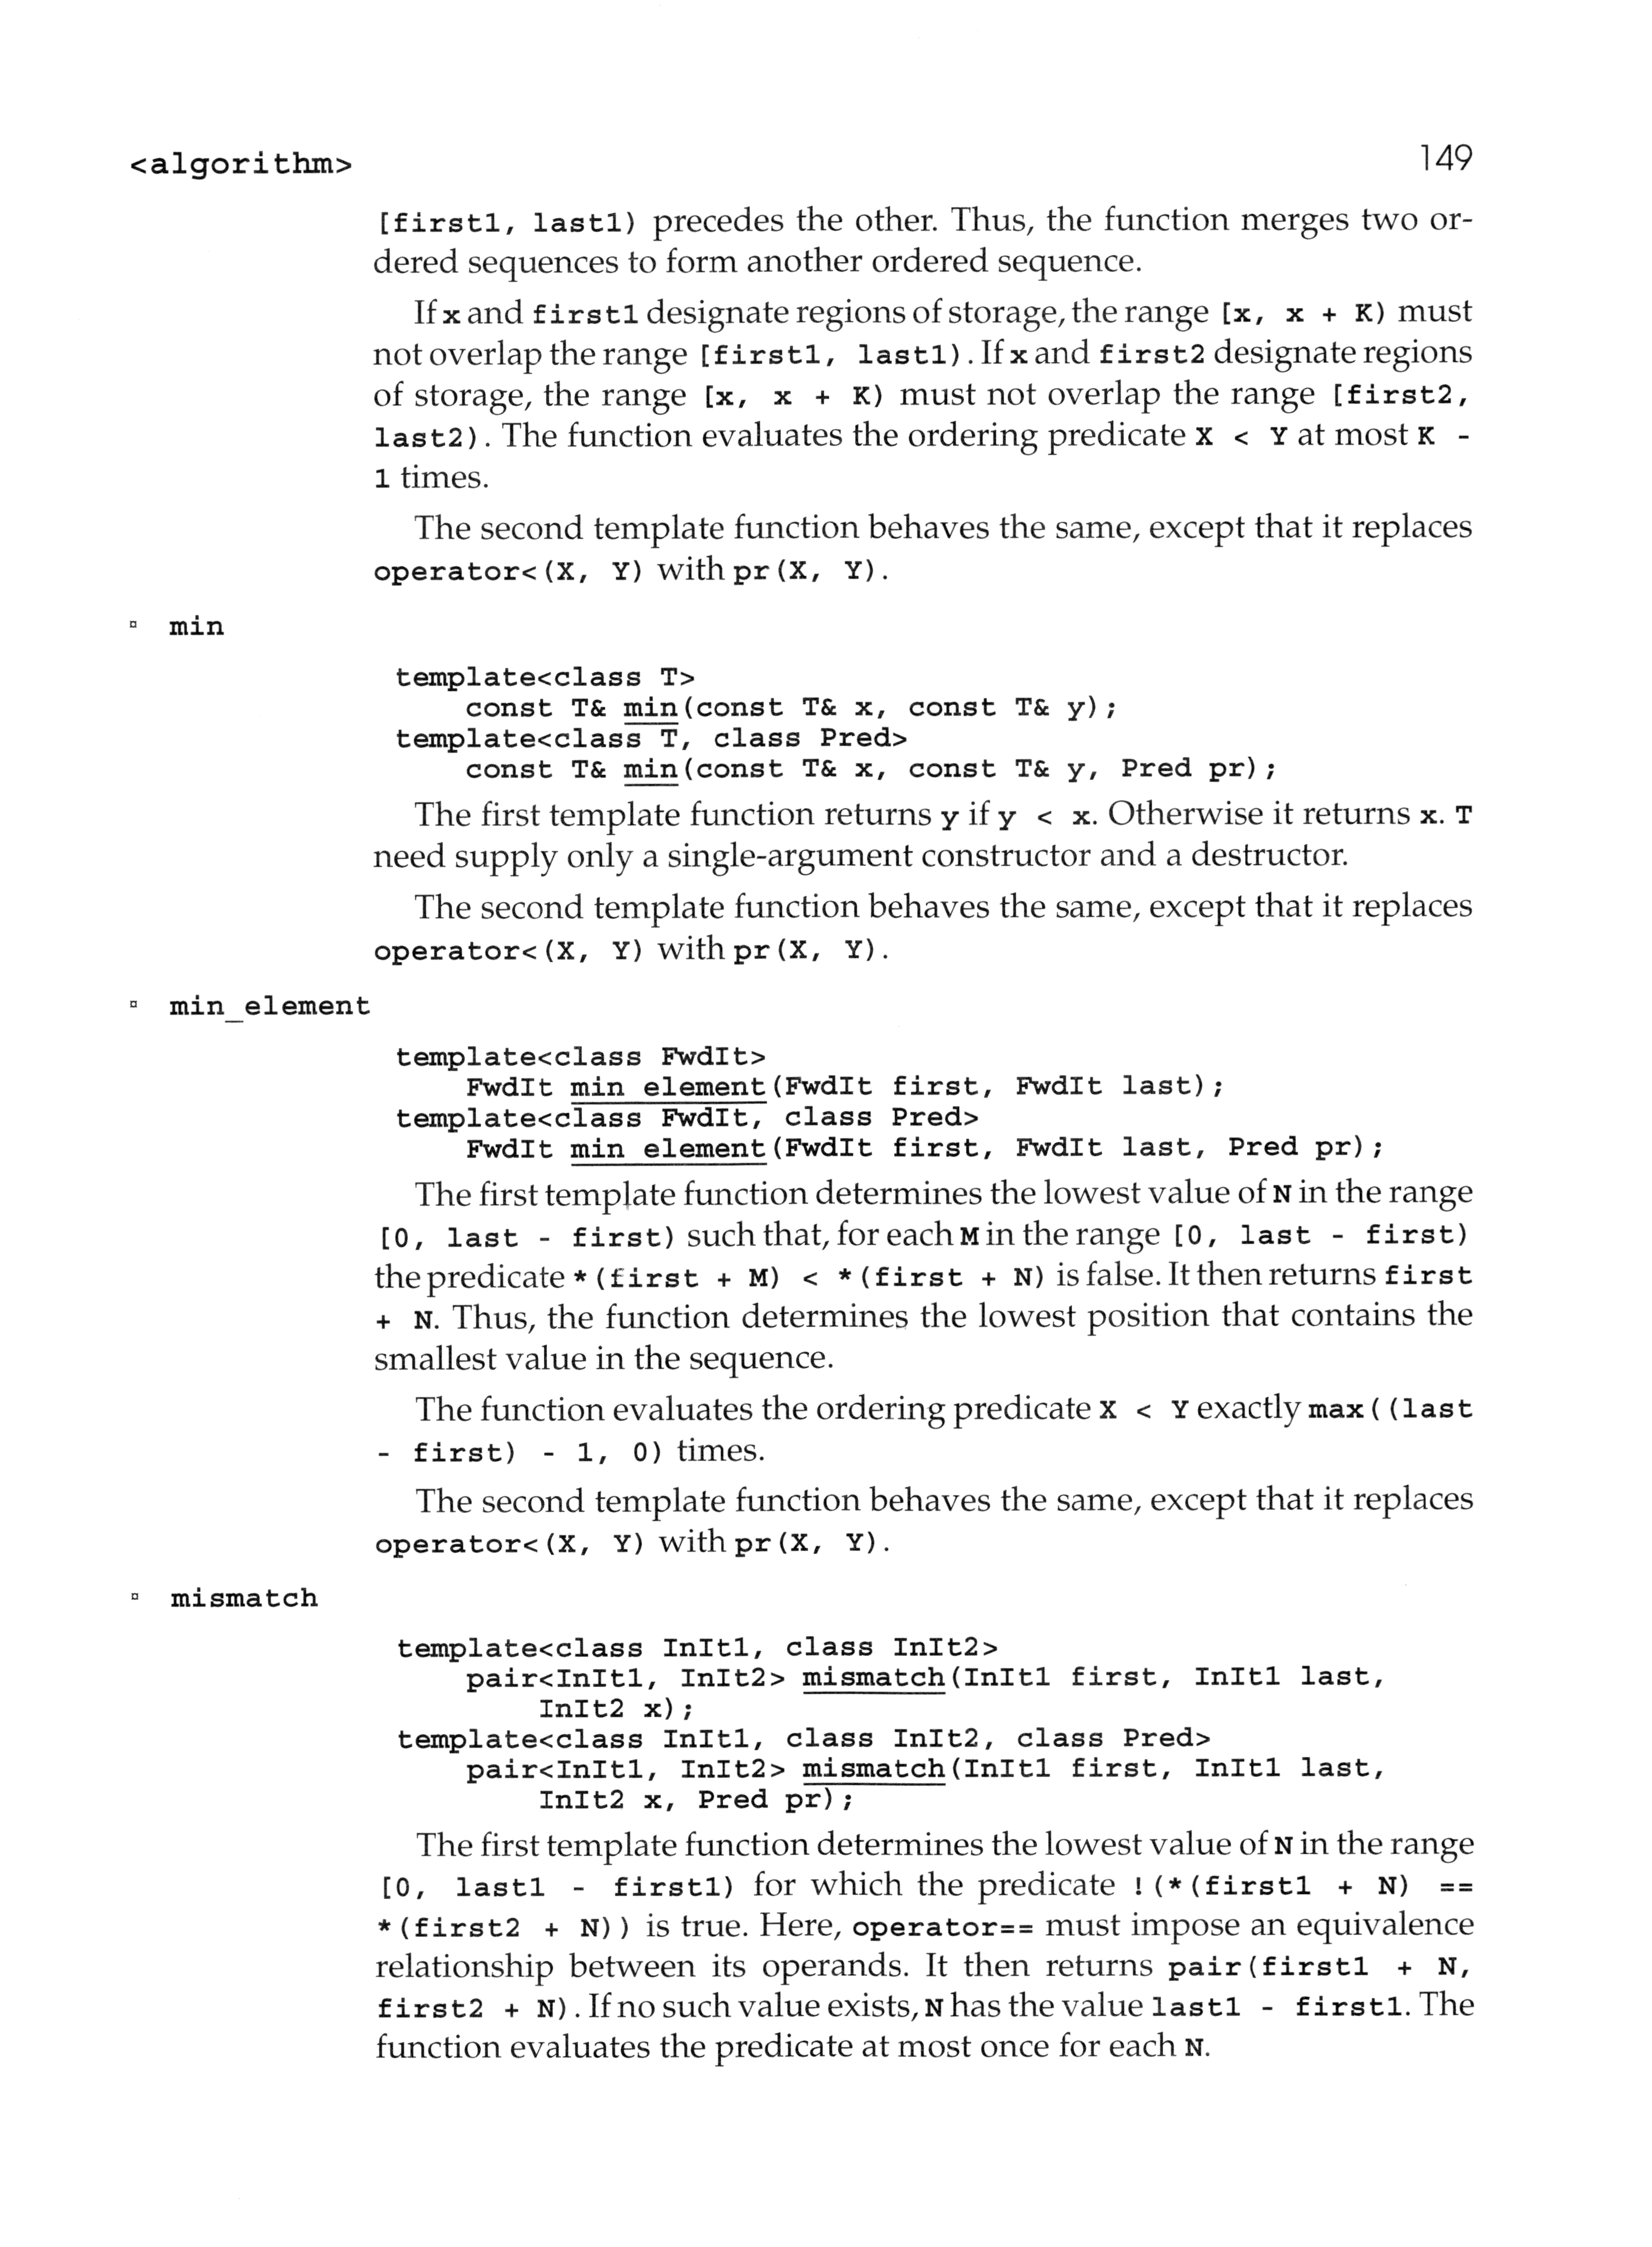 <algorithm> 149
[first1, last1) precedes the other. Thus, the function merges two or-
dered sequences to form another ordered sequence.
If x and first1 designate regions of storage, the range [x, x + K) must
not overlap the range [first1, last1). If x and first2 designate regions
of storage, the range [x, x + K) must not overlap the range [first2,
last2). The function evaluates the ordering predicate X < Y at most K -
1 times.
The second template function behaves the same, except that it replaces
operator<(X, Y) with pr(X, Y).
▫ min
template<class T>
    const T& min(const T& x, const T& y);
template<class T, class Pred>
    const T& min(const T& x, const T& y, Pred pr);
The first template function returns y if y < x. Otherwise it returns x. T
need supply only a single-argument constructor and a destructor.
The second template function behaves the same, except that it replaces
operator<(X, Y) with pr(X, Y).
▫ min_element
template<class FwdIt>
    FwdIt min element(FwdIt first, FwdIt last);
template<class FwdIt, class Pred>
    FwdIt min element(FwdIt first, FwdIt last, Pred pr);
The first template function determines the lowest value of N in the range
[0, last - first) such that, for each M in the range [0, last - first)
the predicate *(first + M) < *(first + N) is false. It then returns first
+ N. Thus, the function determines the lowest position that contains the
smallest value in the sequence.
The function evaluates the ordering predicate X < Y exactly max((last
- first) - 1, 0) times.
The second template function behaves the same, except that it replaces
operator<(X, Y) with pr(X, Y).
▫ mismatch
template<class InIt1, class InIt2>
    pair<InIt1, InIt2> mismatch(InIt1 first, InIt1 last,
        InIt2 x);
template<class InIt1, class InIt2, class Pred>
    pair<InIt1, InIt2> mismatch(InIt1 first, InIt1 last,
        InIt2 x, Pred pr);
The first template function determines the lowest value of N in the range
[0, last1 - first1) for which the predicate !(*(first1 + N) ==
*(first2 + N)) is true. Here, operator== must impose an equivalence
relationship between its operands. It then returns pair(first1 + N,
first2 + N). If no such value exists, N has the value last1 - first1. The
function evaluates the predicate at most once for each N.